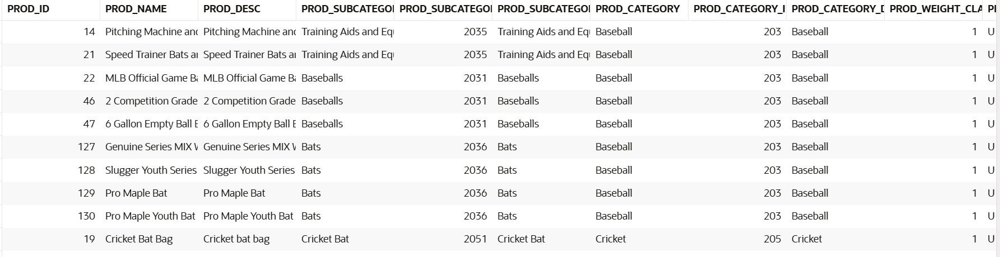 PROD_ID PROD_NAME PROD_DESC PROD_SUBCATEGO PROD_SUBCATEGO PROD_SUBCATEGO PROD_CATEGORY PROD_CATEGORY_I PROD_CATEGORY_D PROD_WEIGHT_CLA
14 Pitching Machine and Pitching Machine and Training Aids and Equ 2035 Training Aids and Equ Baseball 203 Baseball 1 U
21 Speed Trainer Bats ar Speed Trainer Bats ar Training Aids and Equ 2035 Training Aids and Equ Baseball 203 Baseball 1 U
22 MLB Official Game Ba MLB Official Game Ba Baseballs 2031 Baseballs Baseball 203 Baseball 1 U
46 2 Competition Grade 2 Competition Grade Baseballs 2031 Baseballs Baseball 203 Baseball 1 U
47 6 Gallon Empty Ball 6 Gallon Empty Ball Baseballs 2031 Baseballs Baseball 203 Baseball 1 U
127 Genuine Series MIX Genuine Series MIX Bats 2036 Bats Baseball 203 Baseball 1 U
128 Slugger Youth Series Slugger Youth Series Bats 2036 Bats Baseball 203 Baseball 1 U
129 Pro Maple Bat Pro Maple Bat Bats 2036 Bats Baseball 203 Baseball 1 U
130 Pro Maple Youth Bat Pro Maple Youth Bat Bats 2036 Bats Baseball 203 Baseball 1 U
19 Cricket Bat Bag Cricket bat bag Cricket Bat 2051 Cricket Bat Cricket 205 Cricket 1 U